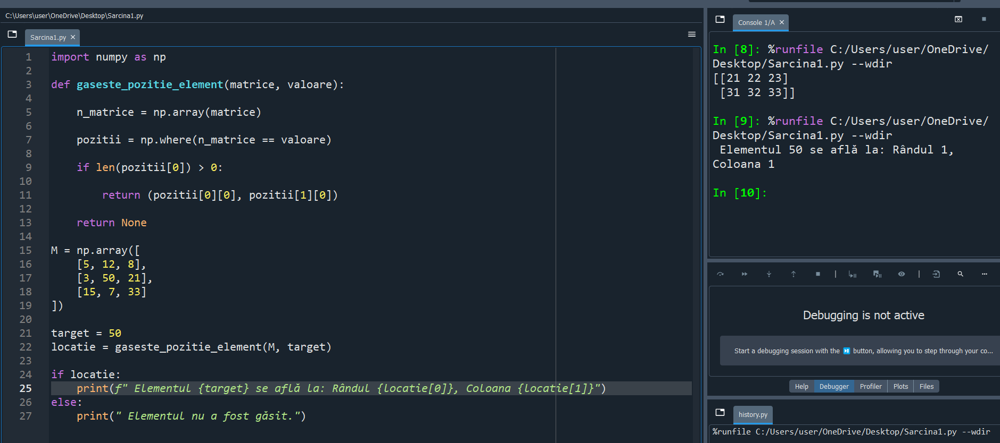 C:\Users\user\OneDrive\Desktop\Sarcina1.py
Sarcina1.py
1 import numpy as np
2
3 def gaseste_pozitie_element(matrice, valoare):
4
5     n_matrice = np.array(matrice)
6
7     pozitii = np.where(n_matrice == valoare)
8
9     if len(pozitii[0]) > 0:
10
11         return (pozitii[0][0], pozitii[1][0])
12
13     return None
14
15 M = np.array([
16     [5, 12, 8],
17     [3, 50, 21],
18     [15, 7, 33]
19 ])
20
21 target = 50
22 locatie = gaseste_pozitie_element(M, target)
23
24 if locatie:
25     print(f" Elementul {target} se află la: Rândul {locatie[0]}, Coloana {locatie[1]}")
26 else:
27     print(" Elementul nu a fost găsit.")
Console 1/A
In [8]: %runfile C:/Users/user/OneDrive/
Desktop/Sarcina1.py --wdir
[[21 22 23]
 [31 32 33]]
In [9]: %runfile C:/Users/user/OneDrive/
Desktop/Sarcina1.py --wdir
 Elementul 50 se află la: Rândul 1,
Coloana 1
In [10]:
Debugging is not active
Start a debugging session with the button, allowing you to step through your co...
Help Debugger Profiler Plots Files
history.py
%runfile C:/Users/user/OneDrive/Desktop/Sarcina1.py --wdir